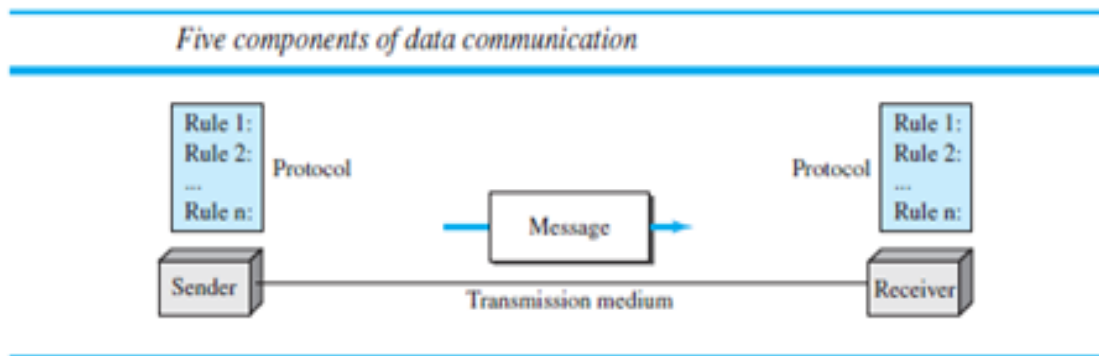 Five components of data communication
Rule 1:
Rule 2:
...
Rule n:
Protocol
Message
Protocol
Rule 1:
Rule 2:
...
Rule n:
Sender
Transmission medium
Receiver